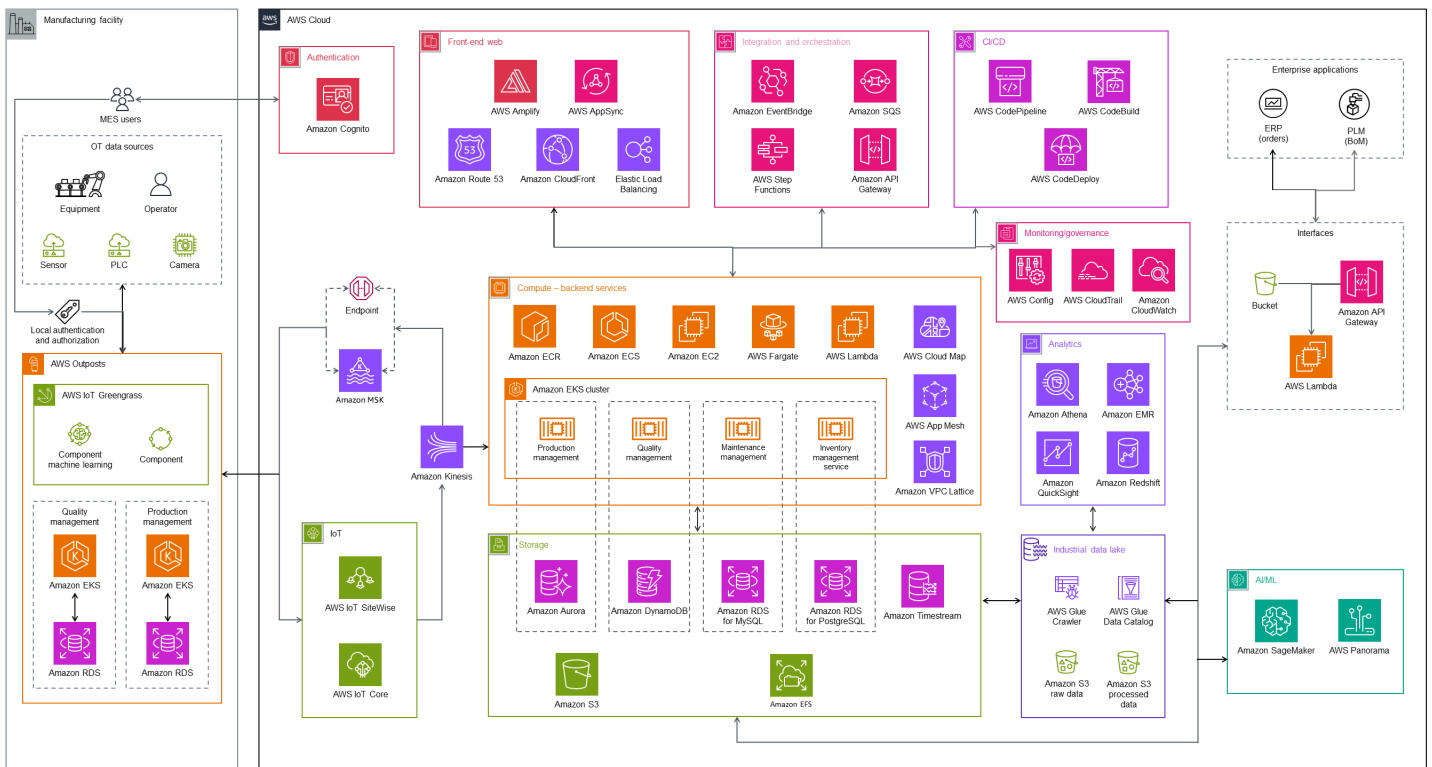 Manufacturing facility
MES users
OT data sources
Equipment
Operator
Sensor
PLC
Camera
Local authentication
and authorization
AWS Outposts
AWS IoT Greengrass
Component
machine learning
Component
Quality
management
Amazon EKS
Amazon RDS
Production
management
Amazon EKS
Amazon RDS
aws
AWS Cloud
Authentication
Amazon Cognito
Front-end web
AWS Amplify
AWS AppSync
53
Amazon Route 53
Amazon CloudFront
Elastic Load
Balancing
Integration and orchestration
Amazon EventBridge
Amazon SQS
AWS Step
Functions
Amazon API
Gateway
CI/CD
AWS CodePipeline
AWS CodeBuild
AWS CodeDeploy
Monitoring/governance
AWS Config
AWS CloudTrail
Amazon
CloudWatch
Enterprise applications
ERP
(orders)
PLM
(BoM)
Interfaces
Bucket
Amazon API
Gateway
AWS Lambda
Endpoint
Amazon MSK
Amazon Kinesis
IoT
AWS IoT SiteWise
AWS IoT Core
Compute – backend services
Amazon ECR
Amazon ECS
Amazon EC2
AWS Fargate
AWS Lambda
AWS Cloud Map
AWS App Mesh
Amazon VPC Lattice
Amazon EKS cluster
Production
management
Quality
management
Maintenance
management
Inventory
management
service
Storage
Amazon Aurora
Amazon DynamoDB
Amazon RDS
for MySQL
Amazon RDS
for PostgreSQL
Amazon Timestream
Amazon S3
Amazon EFS
Analytics
Amazon Athena
Amazon EMR
Amazon
QuickSight
Amazon Redshift
Industrial data lake
AWS Glue
Crawler
AWS Glue
Data Catalog
Amazon S3
raw data
Amazon S3
processed
data
AI/ML
Amazon SageMaker
AWS Panorama